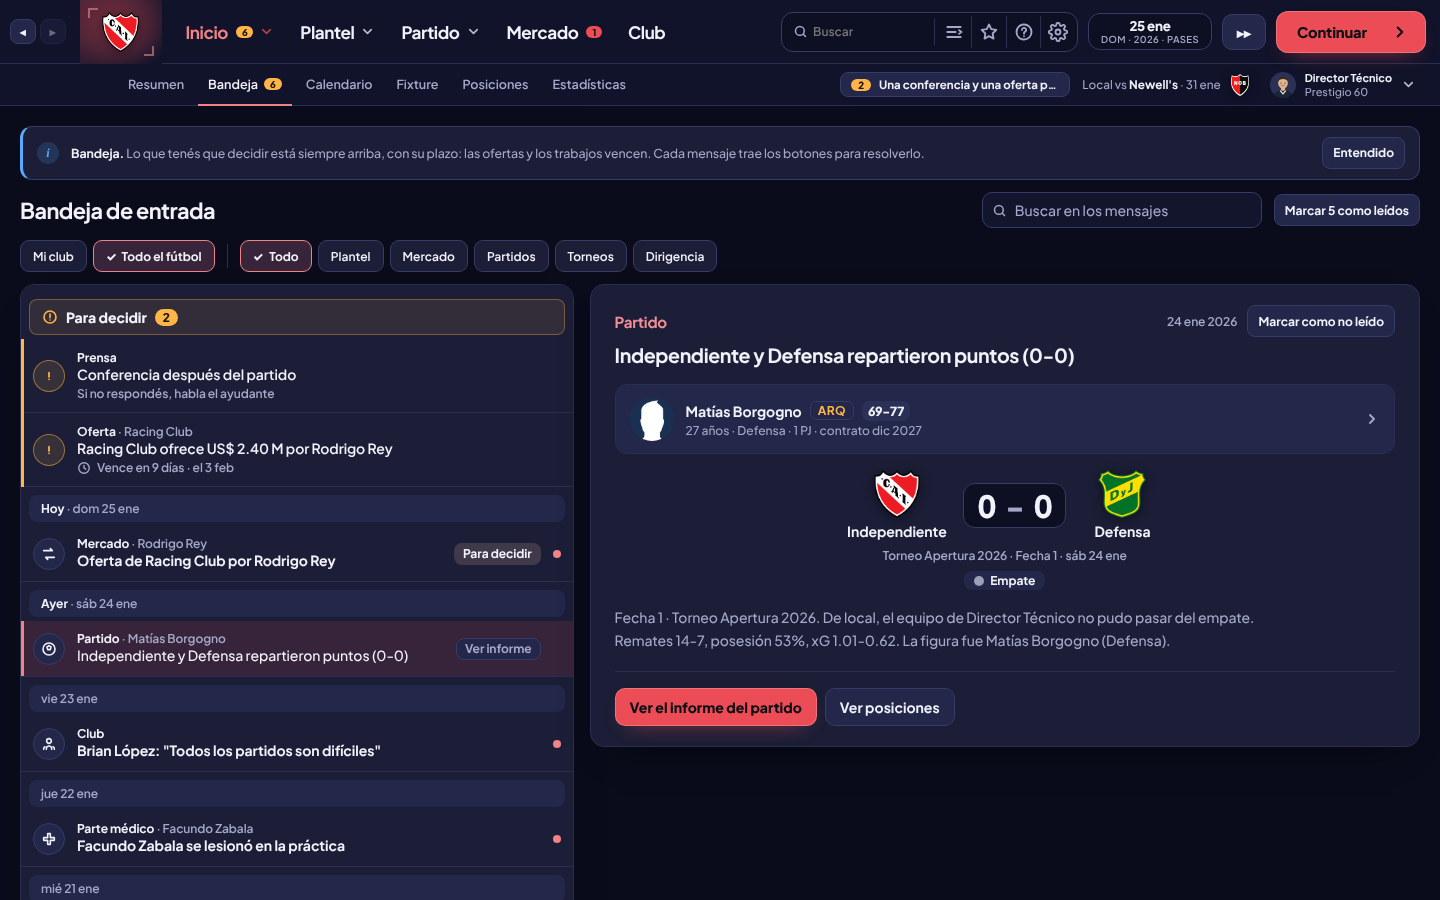 C.A.I.
Inicio 6
Plantel
Partido
Mercado 1
Club
Buscar
25 ene
DOM · 2026 · PASES
Continuar
Resumen
Bandeja 6
Calendario
Fixture
Posiciones
Estadísticas
2 Una conferencia y una oferta p...
Local vs Newell's · 31 ene
Director Técnico
Prestigio 60
i Bandeja. Lo que tenés que decidir está siempre arriba, con su plazo: las ofertas y los trabajos vencen. Cada mensaje trae los botones para resolverlo.
Entendido
Bandeja de entrada
Buscar en los mensajes
Marcar 5 como leídos
Mi club
Todo el fútbol
Todo
Plantel
Mercado
Partidos
Torneos
Dirigencia
Para decidir 2
Prensa
! Conferencia después del partido
Si no respondés, habla el ayudante
Oferta · Racing Club
! Racing Club ofrece US$ 2.40 M por Rodrigo Rey
Vence en 9 días · el 3 feb
Hoy · dom 25 ene
Mercado · Rodrigo Rey
Oferta de Racing Club por Rodrigo Rey
Para decidir
Ayer · sáb 24 ene
Partido · Matías Borgogno
Independiente y Defensa repartieron puntos (0-0)
Ver informe
vie 23 ene
Club
Brian López: "Todos los partidos son difíciles"
jue 22 ene
Parte médico · Facundo Zabala
Facundo Zabala se lesionó en la práctica
mié 21 ene
Partido
24 ene 2026
Marcar como no leído
Independiente y Defensa repartieron puntos (0-0)
Matías Borgogno ARQ 69-77
27 años · Defensa · 1 PJ · contrato dic 2027
C.A.I.
0 – 0
DyJ
Independiente
Defensa
Torneo Apertura 2026 · Fecha 1 · sáb 24 ene
Empate
Fecha 1 · Torneo Apertura 2026. De local, el equipo de Director Técnico no pudo pasar del empate.
Remates 14-7, posesión 53%, xG 1.01-0.62. La figura fue Matías Borgogno (Defensa).
Ver el informe del partido
Ver posiciones